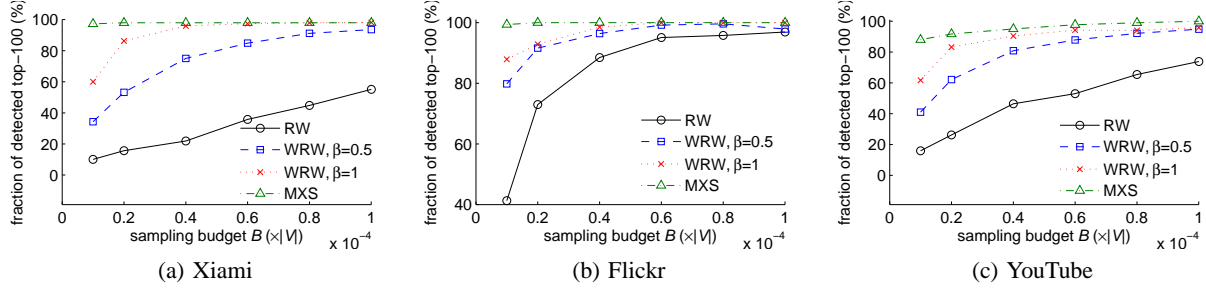 fraction of detected top−100 (%)
100
80
60
40
20
0
RW
WRW, β=0.5
WRW, β=1
MXS
0 0.2 0.4 0.6 0.8 1
sampling budget B (×|V|)
x 10⁻⁴
(a) Xiami
fraction of detected top−100 (%)
100
80
60
40
RW
WRW, β=0.5
WRW, β=1
MXS
0 0.2 0.4 0.6 0.8 1
sampling budget B (×|V|)
x 10⁻⁴
(b) Flickr
fraction of detected top−100 (%)
100
80
60
40
20
0
RW
WRW, β=0.5
WRW, β=1
MXS
0 0.2 0.4 0.6 0.8 1
sampling budget B (×|V|)
x 10⁻⁴
(c) YouTube